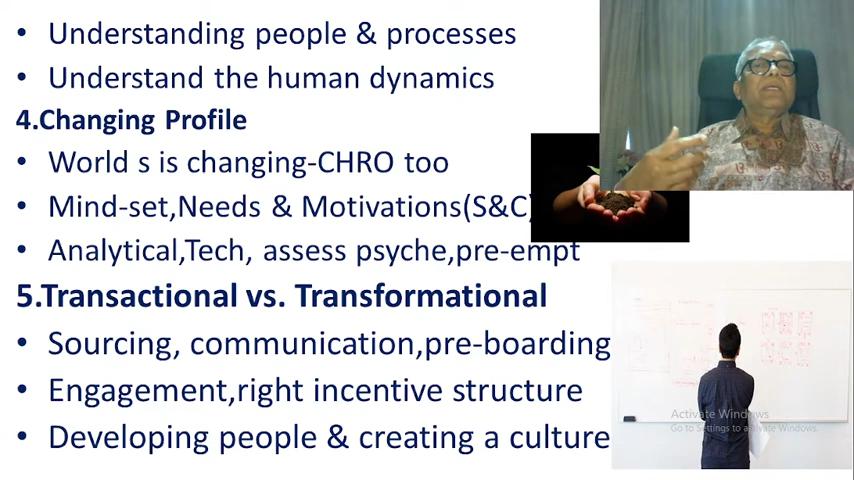 • Understanding people & processes
• Understand the human dynamics
4.Changing Profile
• World s is changing-CHRO too
• Mind-set,Needs & Motivations(S&C)
• Analytical,Tech, assess psyche,pre-empt
5.Transactional vs. Transformational
• Sourcing, communication,pre-boarding
• Engagement,right incentive structure
• Developing people & creating a culture
Activate Windows
Go to Settings to activate Windows.